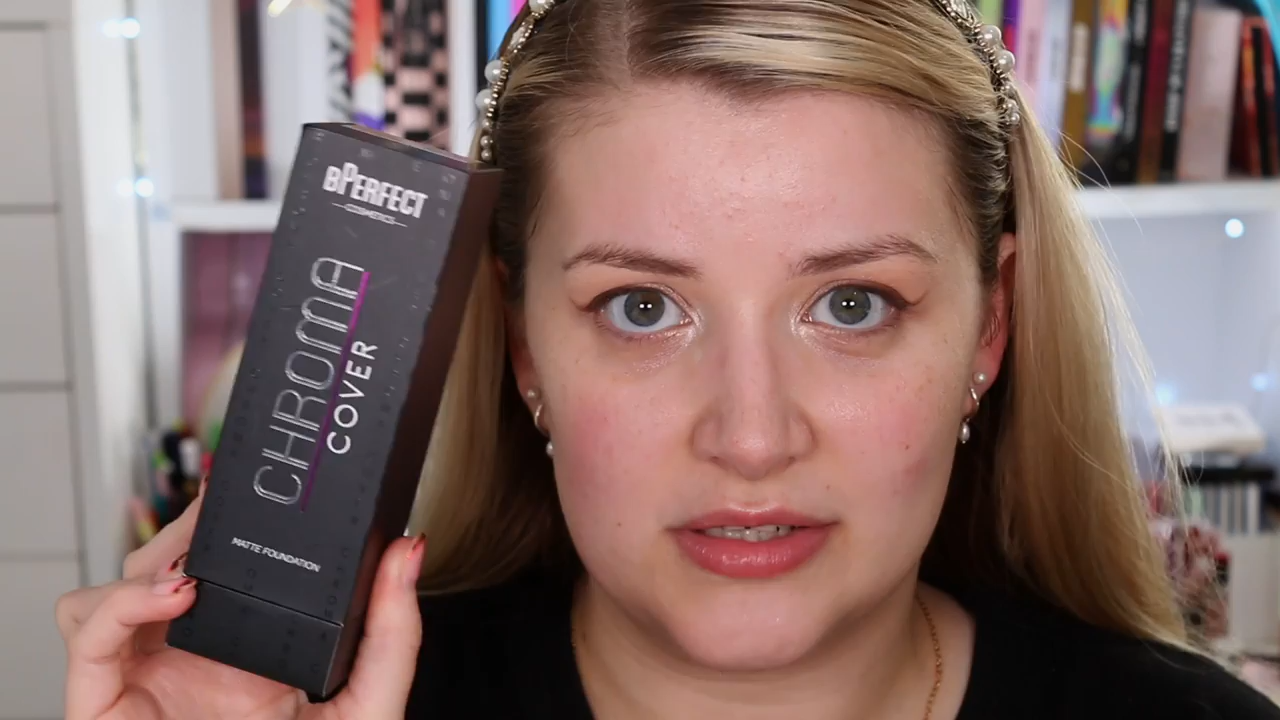 BPERFECT
COSMETICS
CHROMA
COVER
MATTE FOUNDATION